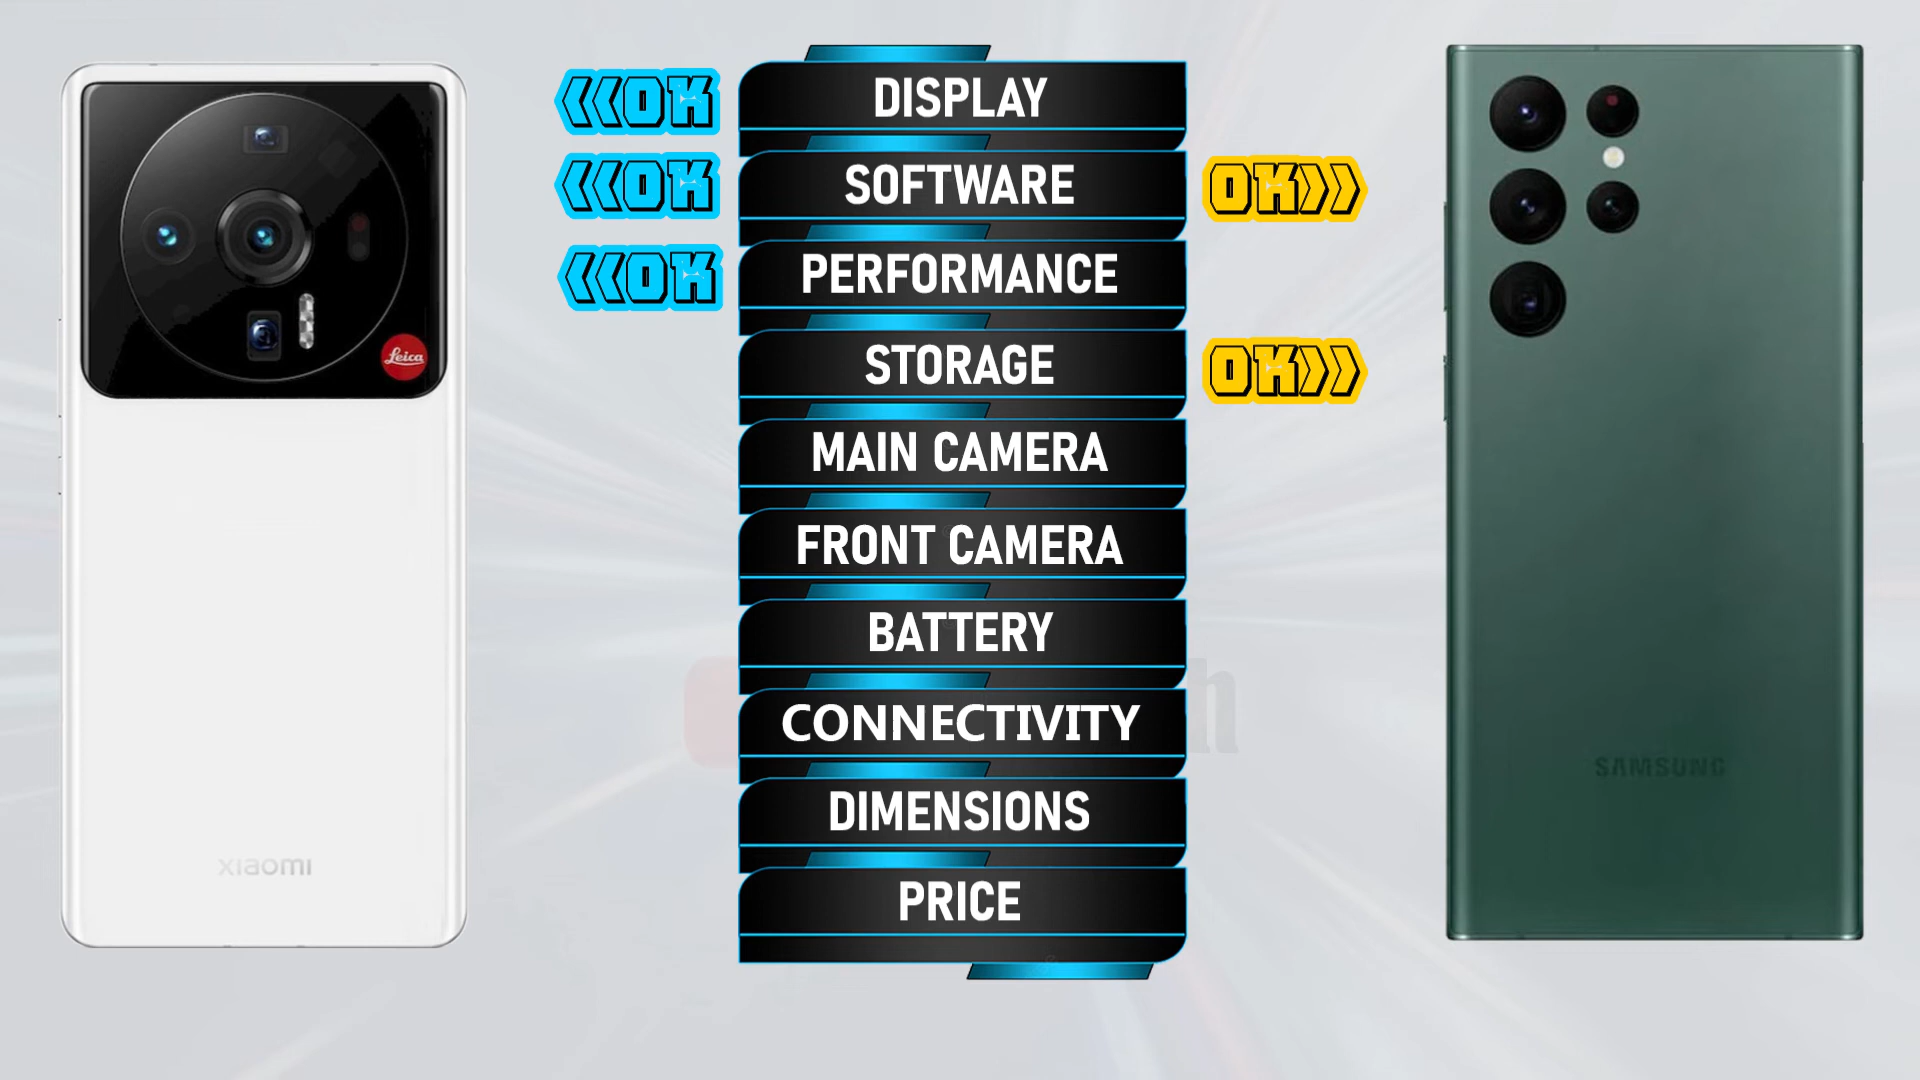 <<OK DISPLAY
<<OK SOFTWARE OK>>
<<OK PERFORMANCE
STORAGE OK>>
MAIN CAMERA
FRONT CAMERA
BATTERY
CONNECTIVITY
DIMENSIONS
PRICE
Leica
xiaomi
SAMSUNG